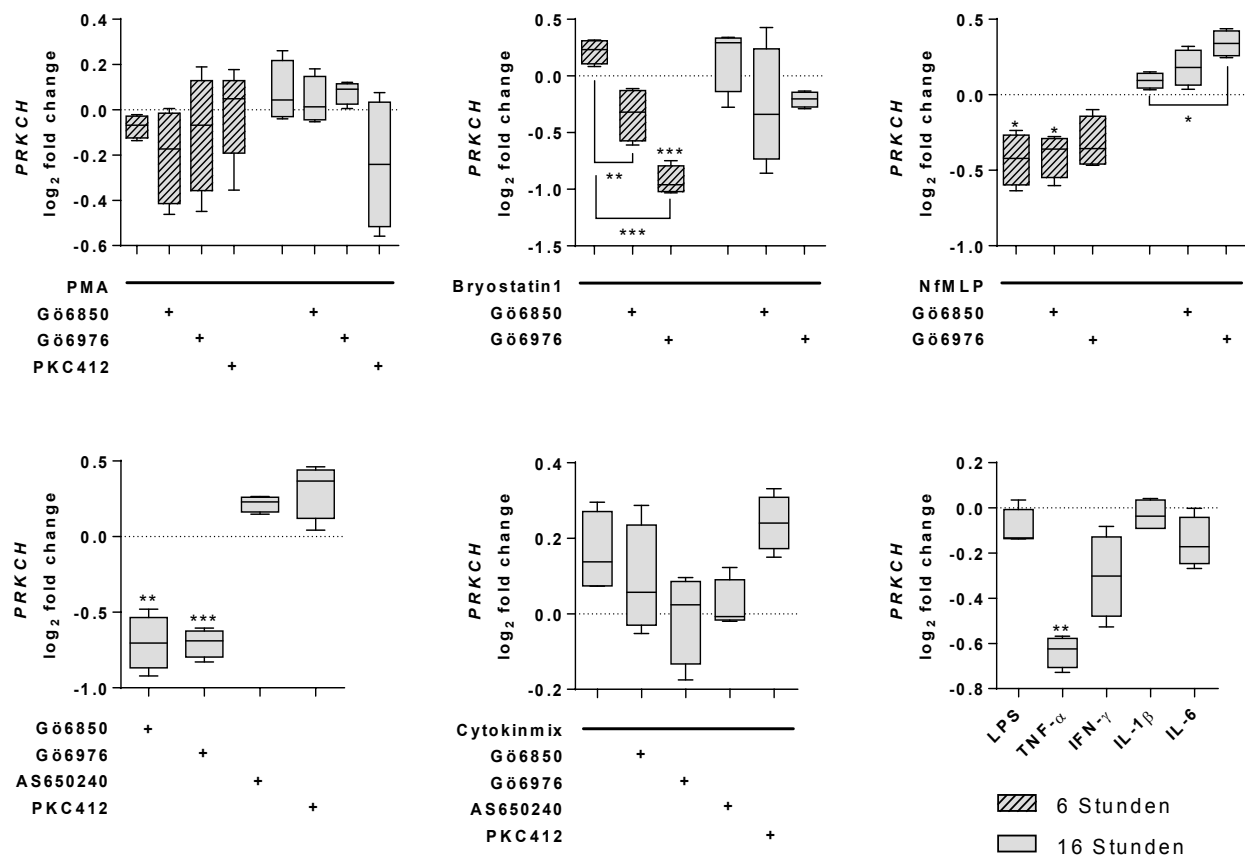 PRKCH
log2 fold change
0.4
0.2
0.0
-0.2
-0.4
-0.6
PMA
Gö6850 + +
Gö6976 + +
PKC412 + +
PRKCH
log2 fold change
0.5
0.0
-0.5
-1.0
-1.5
**
***
***
Bryostatin1
Gö6850 + +
Gö6976 + +
PRKCH
log2 fold change
0.5
0.0
-0.5
-1.0
* *
*
NfMLP
Gö6850 + +
Gö6976 + +
PRKCH
log2 fold change
0.5
0.0
-0.5
-1.0
** ***
Gö6850 +
Gö6976 +
AS650240 +
PKC412 +
PRKCH
log2 fold change
0.4
0.2
0.0
-0.2
Cytokinmix
Gö6850 +
Gö6976 +
AS650240 +
PKC412 +
PRKCH
log2 fold change
0.2
0.0
-0.2
-0.4
-0.6
-0.8
**
LPS
TNF-α
IFN-γ
IL-1β
IL-6
6 Stunden
16 Stunden